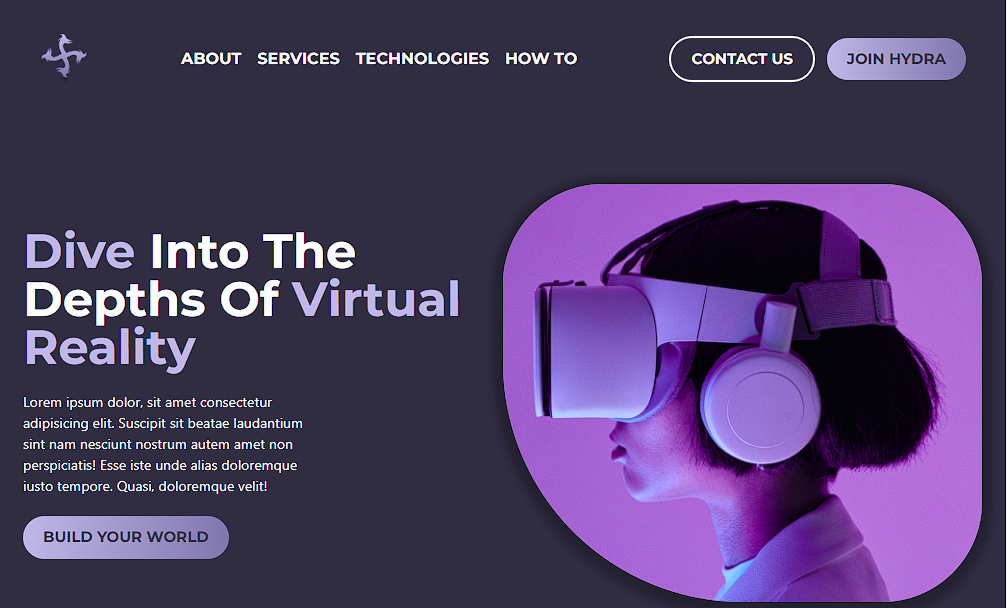 ABOUT SERVICES TECHNOLOGIES HOW TO CONTACT US JOIN HYDRA
Dive Into The
Depths Of Virtual
Reality
Lorem ipsum dolor, sit amet consectetur
adipisicing elit. Suscipit sit beatae laudantium
sint nam nesciunt nostrum autem amet non
perspiciatis! Esse iste unde alias doloremque
iusto tempore. Quasi, doloremque velit!
BUILD YOUR WORLD